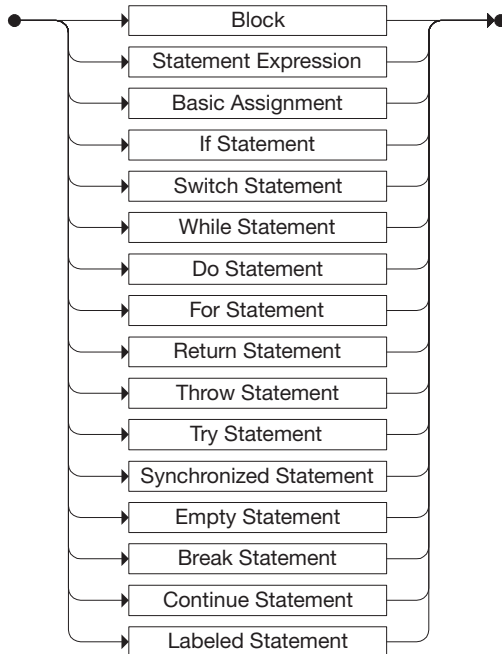 Block
Statement Expression
Basic Assignment
If Statement
Switch Statement
While Statement
Do Statement
For Statement
Return Statement
Throw Statement
Try Statement
Synchronized Statement
Empty Statement
Break Statement
Continue Statement
Labeled Statement